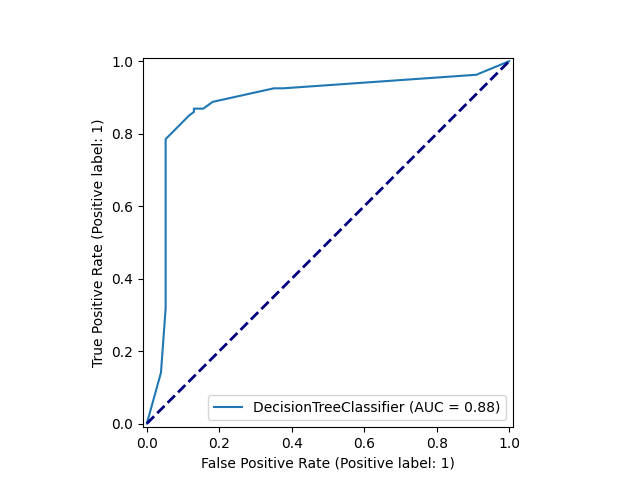 1.0
0.8
0.6
0.4
0.2
0.0
True Positive Rate (Positive label: 1)
DecisionTreeClassifier (AUC = 0.88)
0.0 0.2 0.4 0.6 0.8 1.0
False Positive Rate (Positive label: 1)